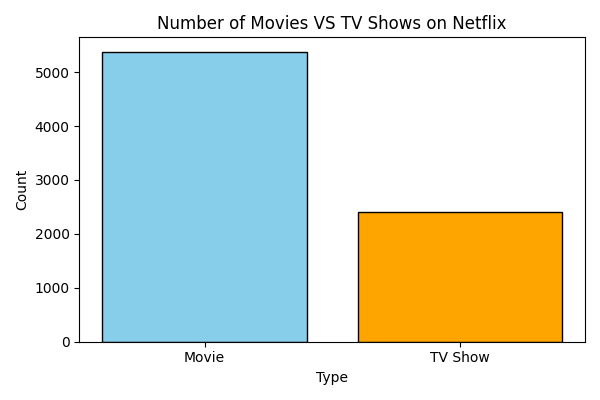 Number of Movies VS TV Shows on Netflix
Count
5000
4000
3000
2000
1000
0
Movie
TV Show
Type